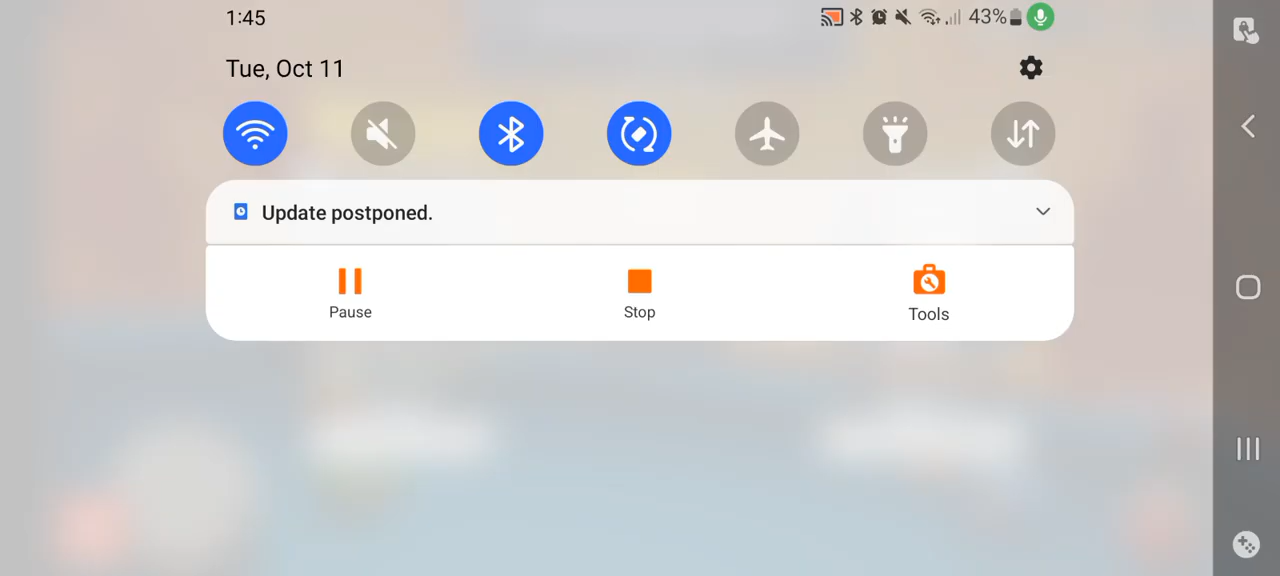 1:45
43%
Tue, Oct 11
Update postponed.
Pause
Stop
Tools